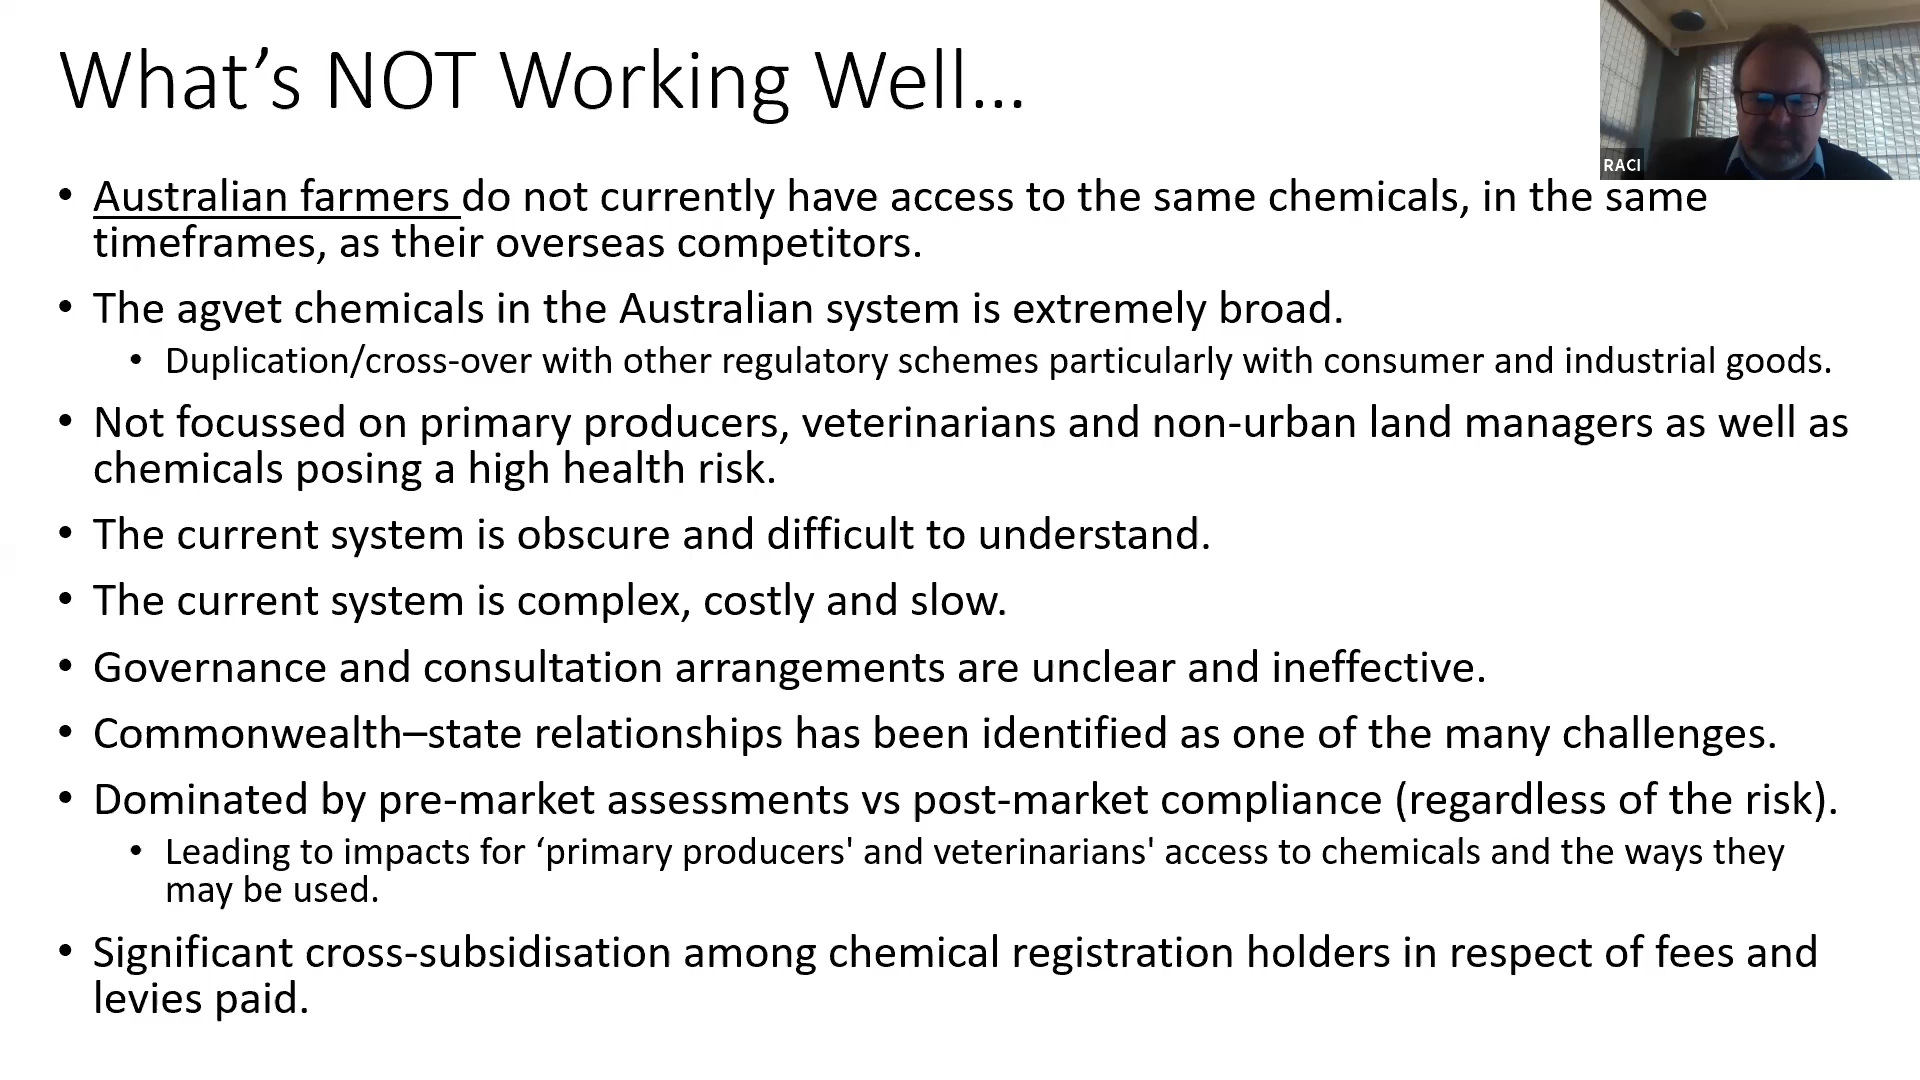 What’s NOT Working Well…
RACI
• Australian farmers do not currently have access to the same chemicals, in the same
timeframes, as their overseas competitors.
• The agvet chemicals in the Australian system is extremely broad.
• Duplication/cross-over with other regulatory schemes particularly with consumer and industrial goods.
• Not focussed on primary producers, veterinarians and non-urban land managers as well as
chemicals posing a high health risk.
• The current system is obscure and difficult to understand.
• The current system is complex, costly and slow.
• Governance and consultation arrangements are unclear and ineffective.
• Commonwealth–state relationships has been identified as one of the many challenges.
• Dominated by pre-market assessments vs post-market compliance (regardless of the risk).
• Leading to impacts for ‘primary producers' and veterinarians' access to chemicals and the ways they
may be used.
• Significant cross-subsidisation among chemical registration holders in respect of fees and
levies paid.